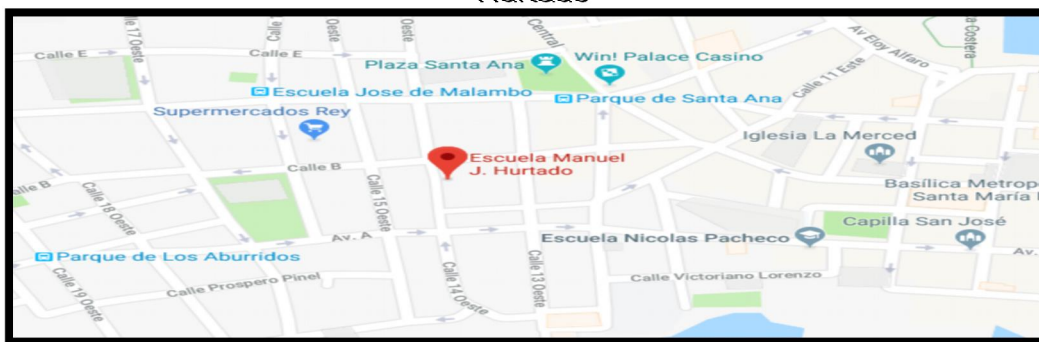 Calle 17 Oeste
Oeste
Oeste
Central
a Costera
Calle E
Calle E
Plaza Santa Ana
Win! Palace Casino
Av Eloy Alfaro
Calle 11 Este
Escuela Jose de Malambo
Parque de Santa Ana
Supermercados Rey
Iglesia La Merced
Calle B
Escuela Manuel
J. Hurtado
alle B
Calle 15 Oeste
Basílica Metrop
Santa María
Calle 18 Oeste
Capilla San José
Av. A
Escuela Nicolas Pacheco
Av.
Parque de Los Aburridos
Calle 19 Oeste
Calle Prospero Pinel
Calle 14 Oeste
Calle 13 Oeste
Calle Victoriano Lorenzo